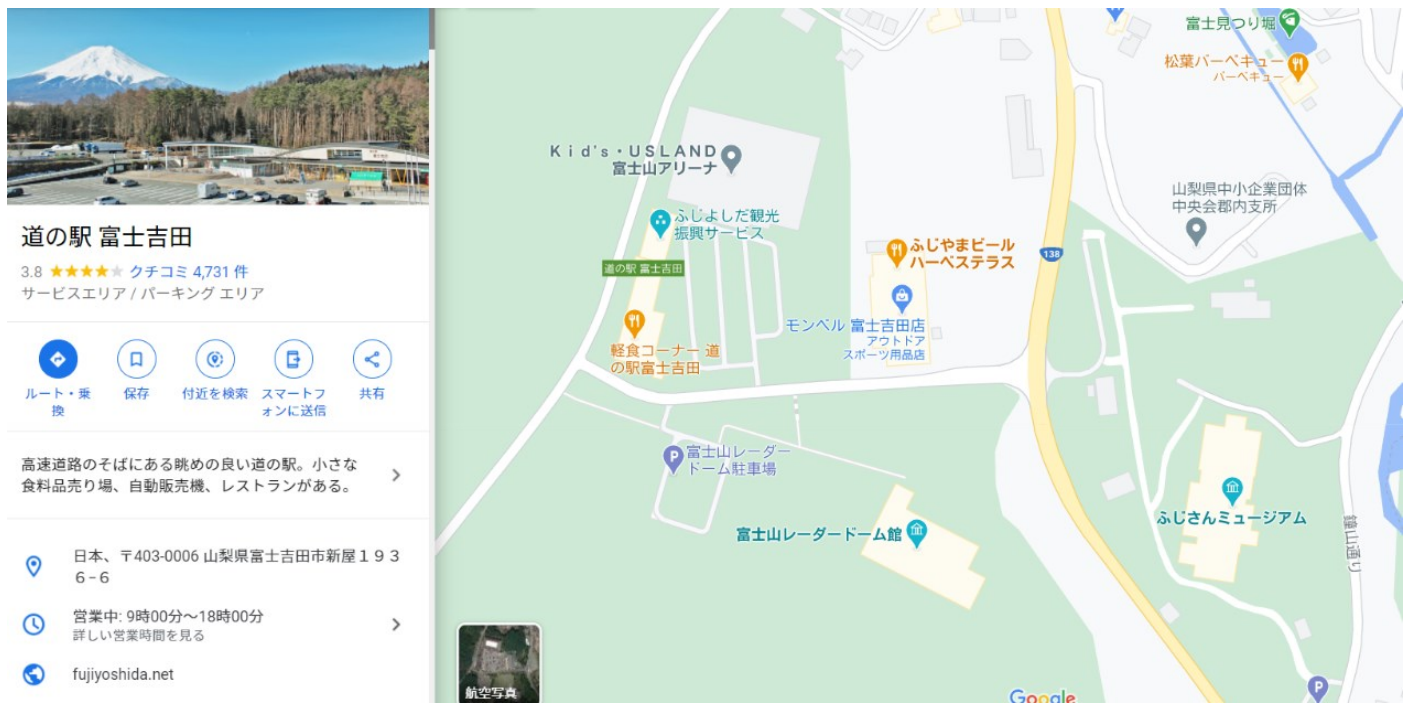 道の駅 富士吉田
3.8 ★★★★★ クチコミ 4,731 件
サービスエリア / パーキング エリア
ルート・乗
換
保存
付近を検索
スマートフ
ォンに送信
共有
高速道路のそばにある眺めの良い道の駅。小さな
食料品売り場、自動販売機、レストランがある。
日本、〒403-0006 山梨県富士吉田市新屋１９３
６−６
営業中: 9時00分～18時00分
詳しい営業時間を見る
fujiyoshida.net
富士見つり堀
松葉バーベキュー
バーベキュー
Ｋｉｄ'ｓ・ＵＳＬＡＮＤ
富士山アリーナ
山梨県中小企業団体
中央会郡内支所
ふじよしだ観光
振興サービス
ふじやまビール
ハーベステラス
138
道の駅 富士吉田
モンベル 富士吉田店
アウトドア
スポーツ用品店
軽食コーナー 道
の駅富士吉田
P
富士山レーダー
ドーム駐車場
富士山レーダードーム館
ふじさんミュージアム
鐘山通り
航空写真
Google
P